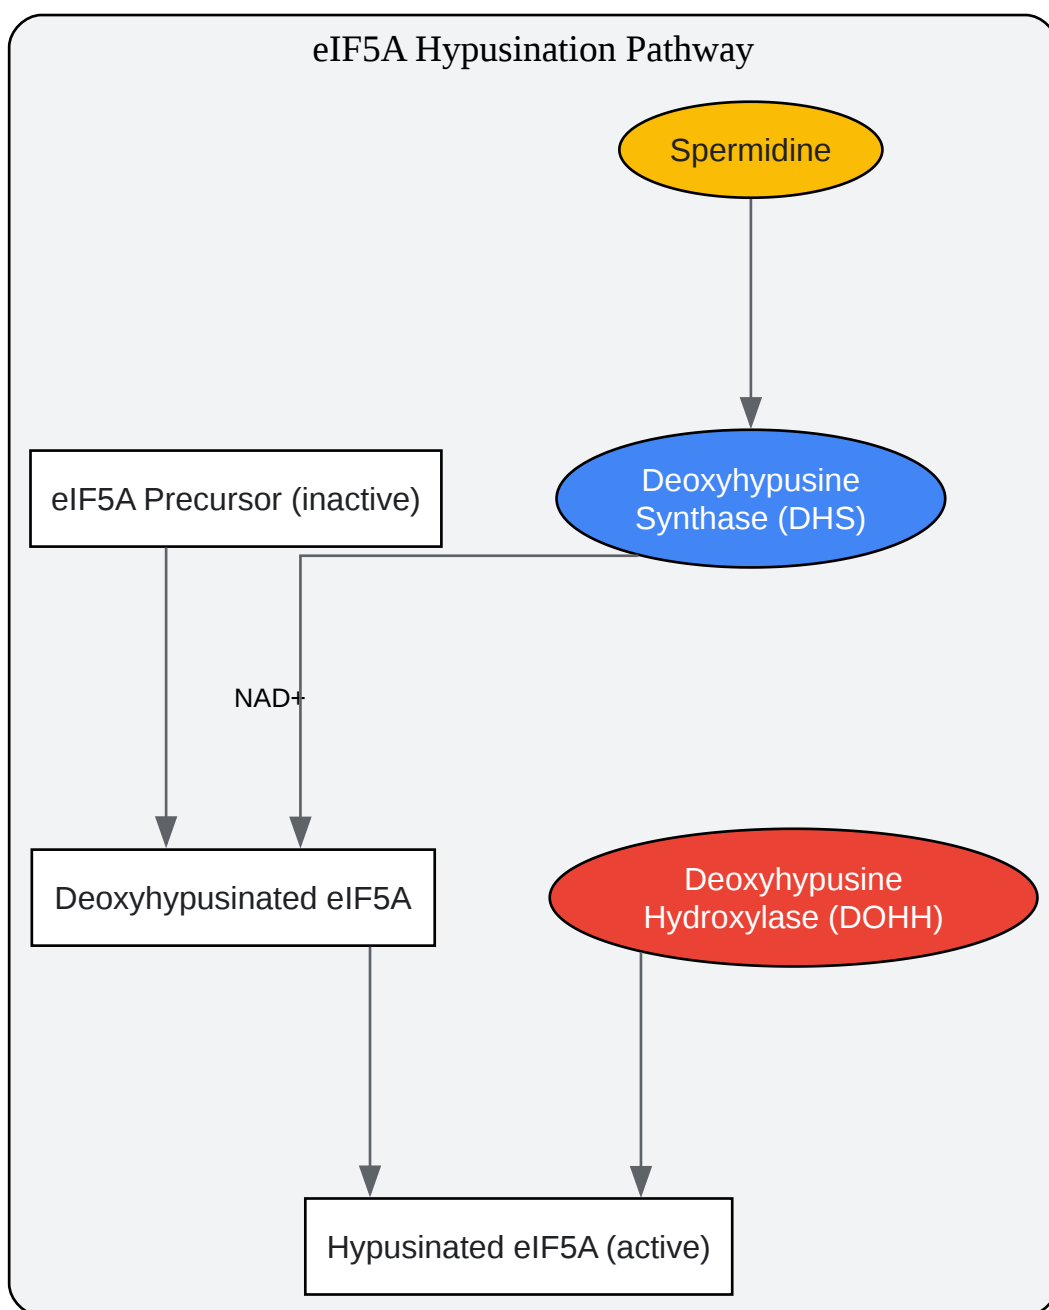 eIF5A Hypusination Pathway
Spermidine
eIF5A Precursor (inactive)
Deoxyhypusine
Synthase (DHS)
NAD+
Deoxyhypusinated eIF5A
Deoxyhypusine
Hydroxylase (DOHH)
Hypusinated eIF5A (active)